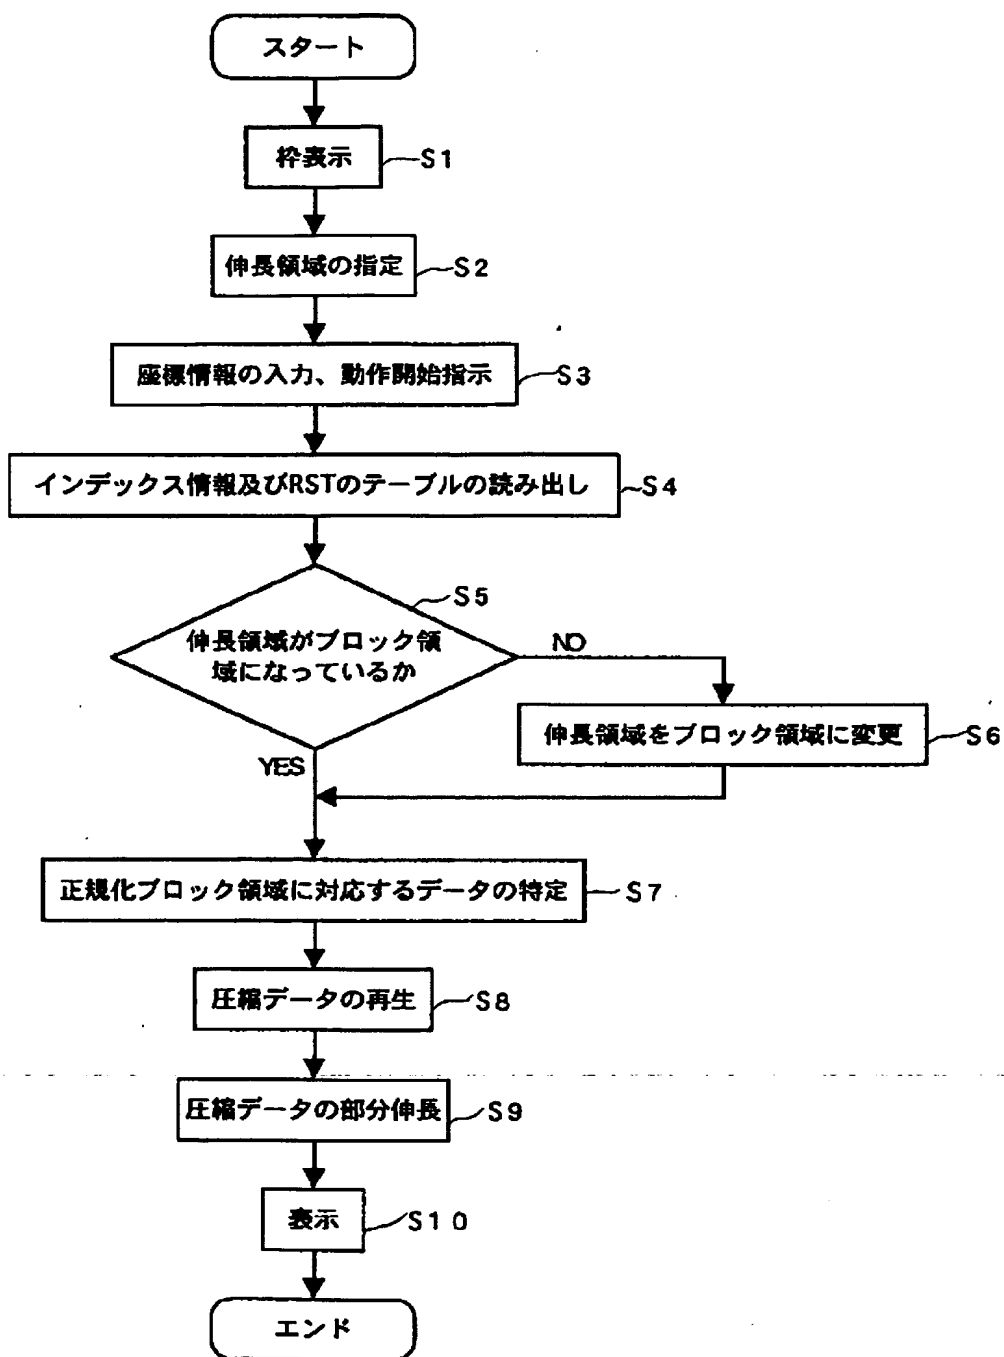 スタート
枠表示
S1
伸長領域の指定
S2
座標情報の入力、動作開始指示
S3
インデックス情報及びRSTのテーブルの読み出し
S4
S5
伸長領域がブロック領
域になっているか
NO
伸長領域をブロック領域に変更
S6
YES
正規化ブロック領域に対応するデータの特定
S7
圧縮データの再生
S8
圧縮データの部分伸長
S9
表示
S10
エンド